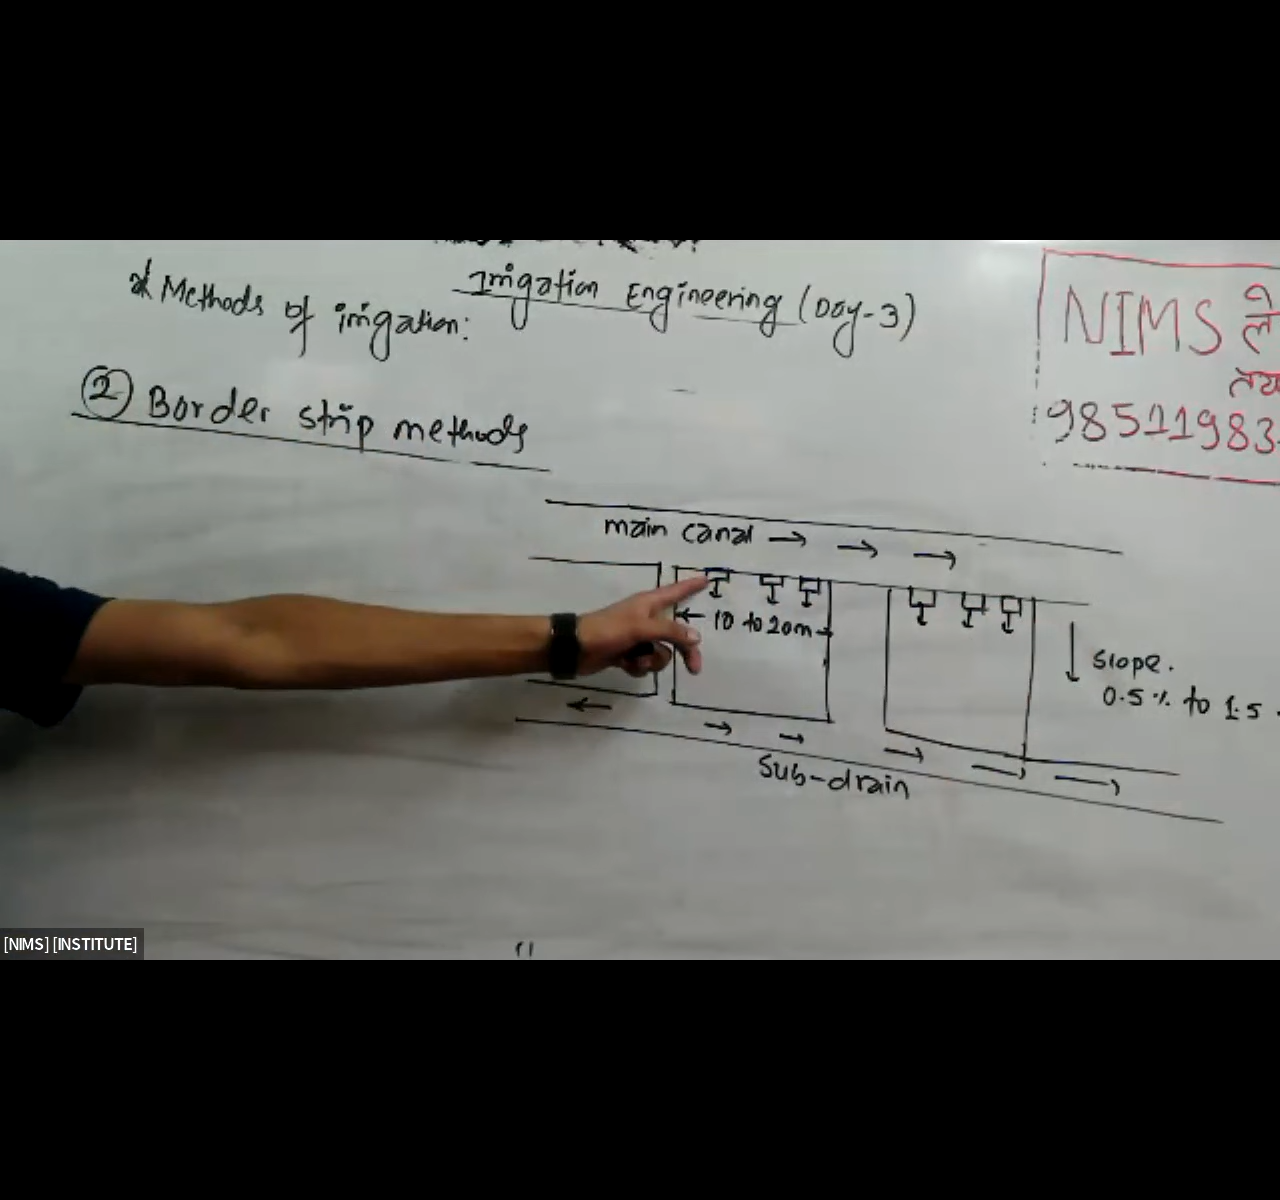 Irrigation Engineering (Day-3)
* Methods of irrigation:
② Border strip methods
NIMS ले
98511983
main canal → → →
10 to 20m
slope.
0.5% to 1.5
sub-drain
[NIMS] [INSTITUTE]